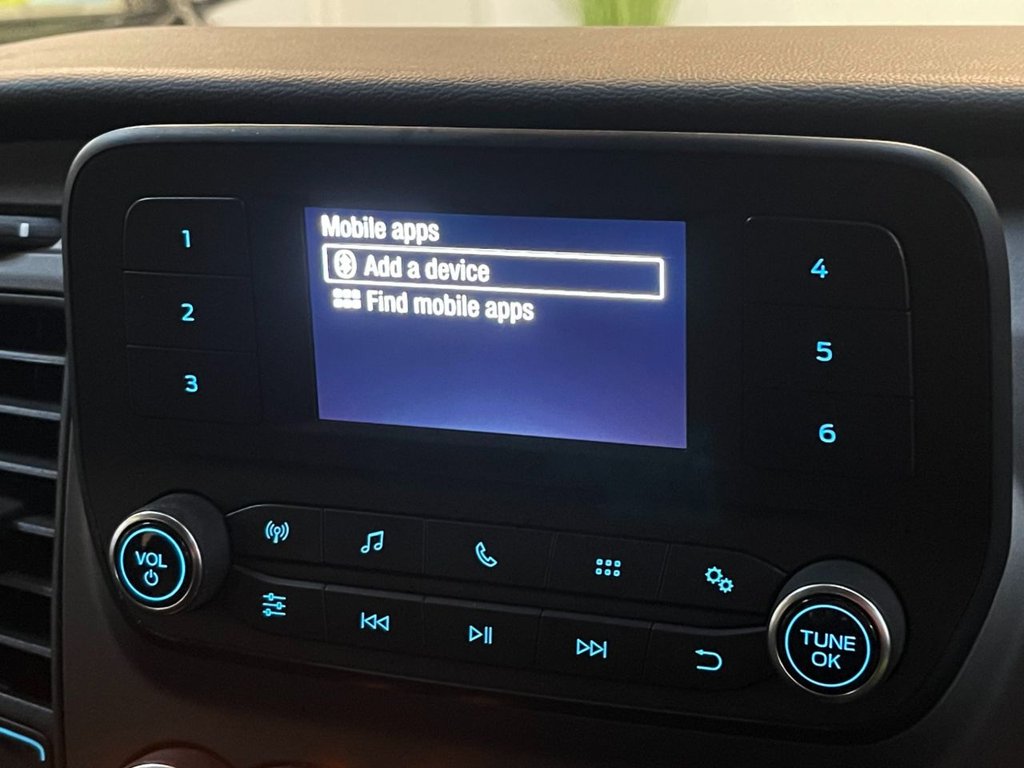 Mobile apps
Add a device
Find mobile apps
1
2
3
4
5
6
VOL
TUNE
OK